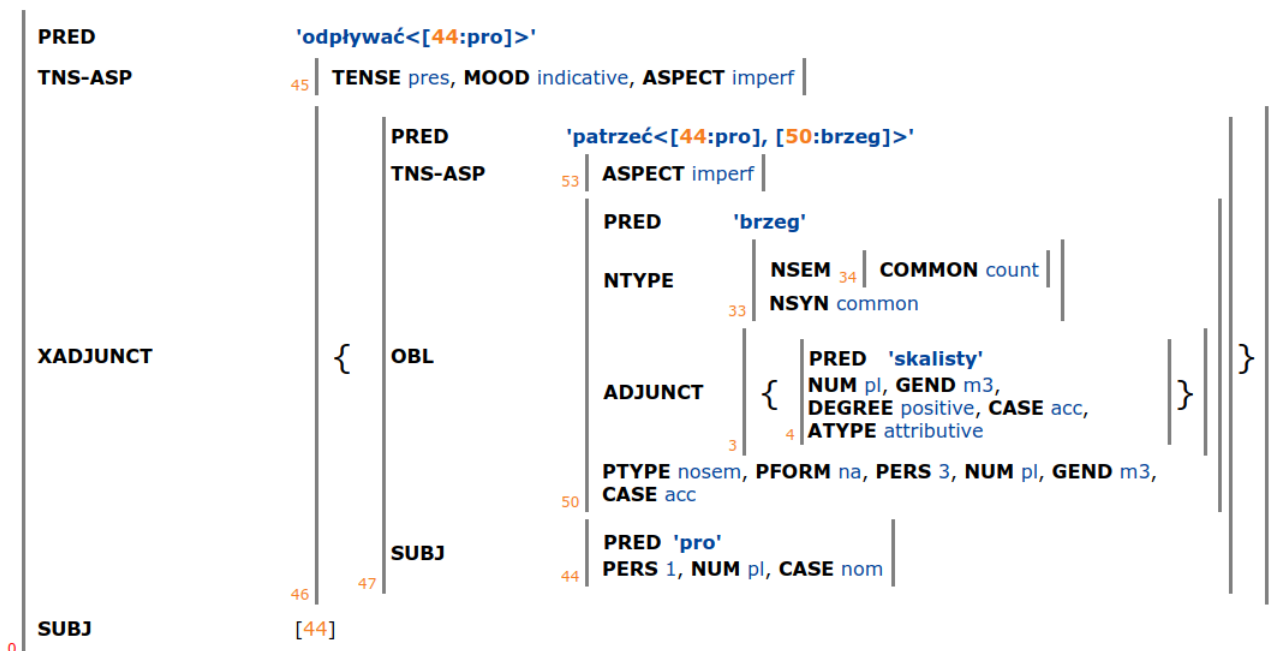 PRED 'odpływać<[44:pro]>'
TNS-ASP 45 TENSE pres, MOOD indicative, ASPECT imperf
PRED 'patrzeć<[44:pro], [50:brzeg]>'
TNS-ASP 53 ASPECT imperf
PRED 'brzeg'
NSEM 34 COMMON count
NTYPE
33 NSYN common
XADJUNCT { OBL }
PRED 'skalisty'
NUM pl, GEND m3,
ADJUNCT { }
DEGREE positive, CASE acc,
3 4 ATYPE attributive
PTYPE nosem, PFORM na, PERS 3, NUM pl, GEND m3,
50 CASE acc
PRED 'pro'
SUBJ
44 PERS 1, NUM pl, CASE nom
46 47
SUBJ [44]
0